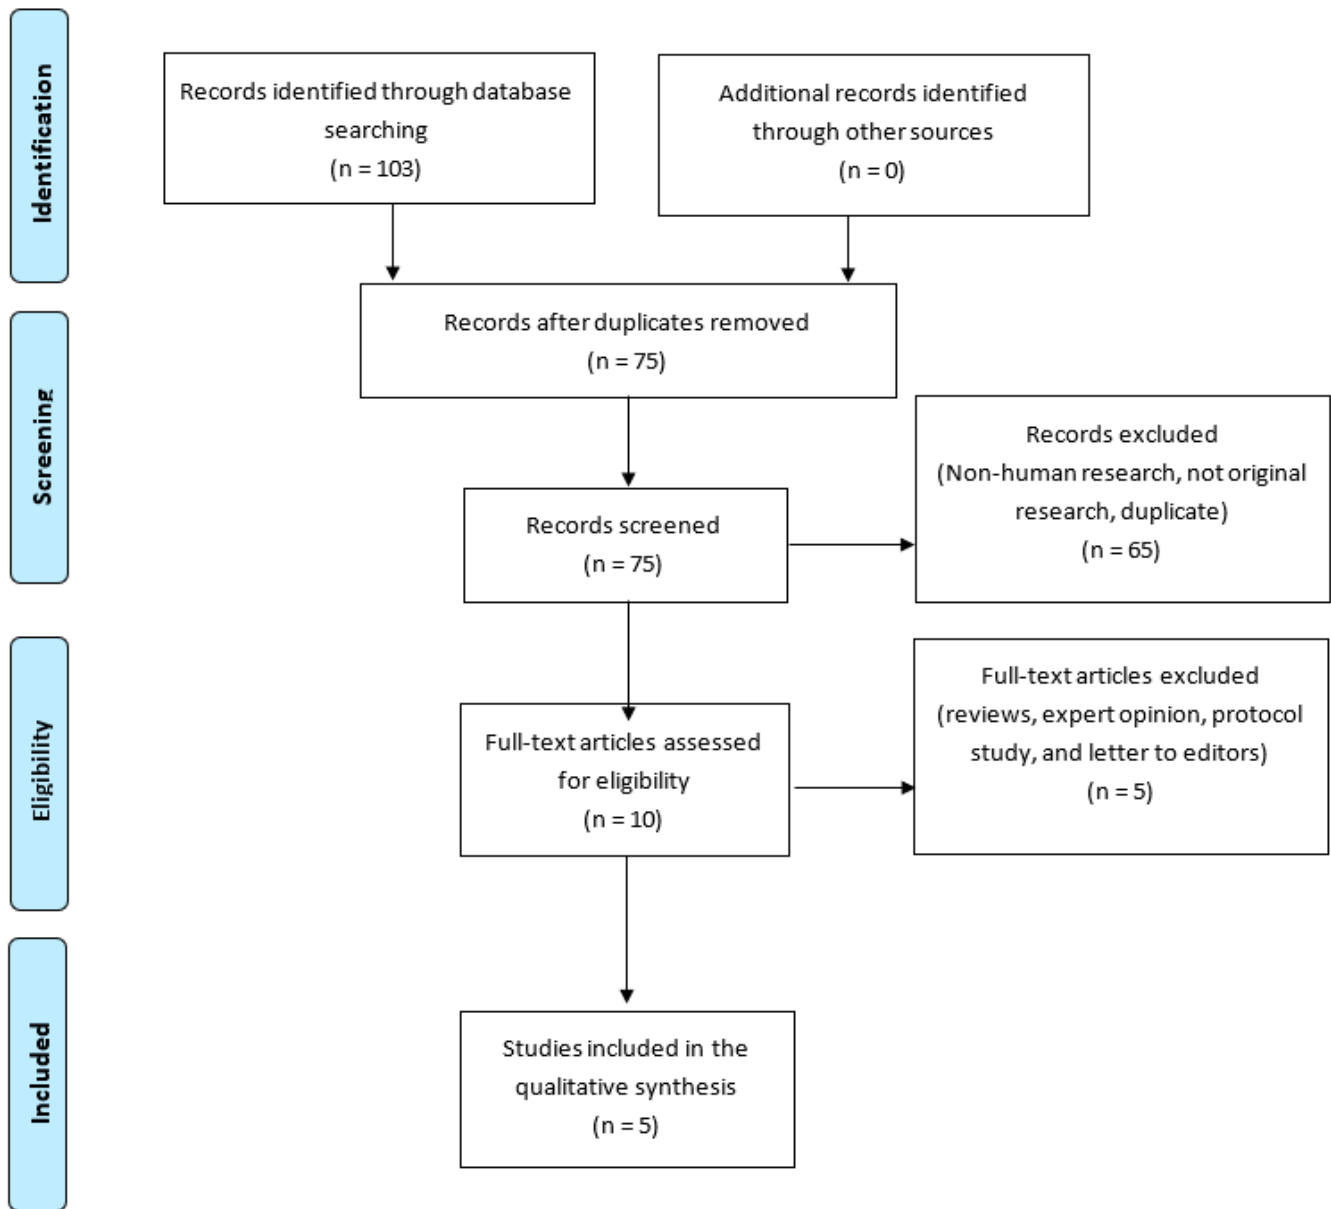 Identification
Records identified through database
searching
(n = 103)
Additional records identified
through other sources
(n = 0)
Records after duplicates removed
(n = 75)
Screening
Records screened
(n = 75)
Records excluded
(Non-human research, not original
research, duplicate)
(n = 65)
Eligibility
Full-text articles assessed
for eligibility
(n = 10)
Full-text articles excluded
(reviews, expert opinion, protocol
study, and letter to editors)
(n = 5)
Included
Studies included in the
qualitative synthesis
(n = 5)